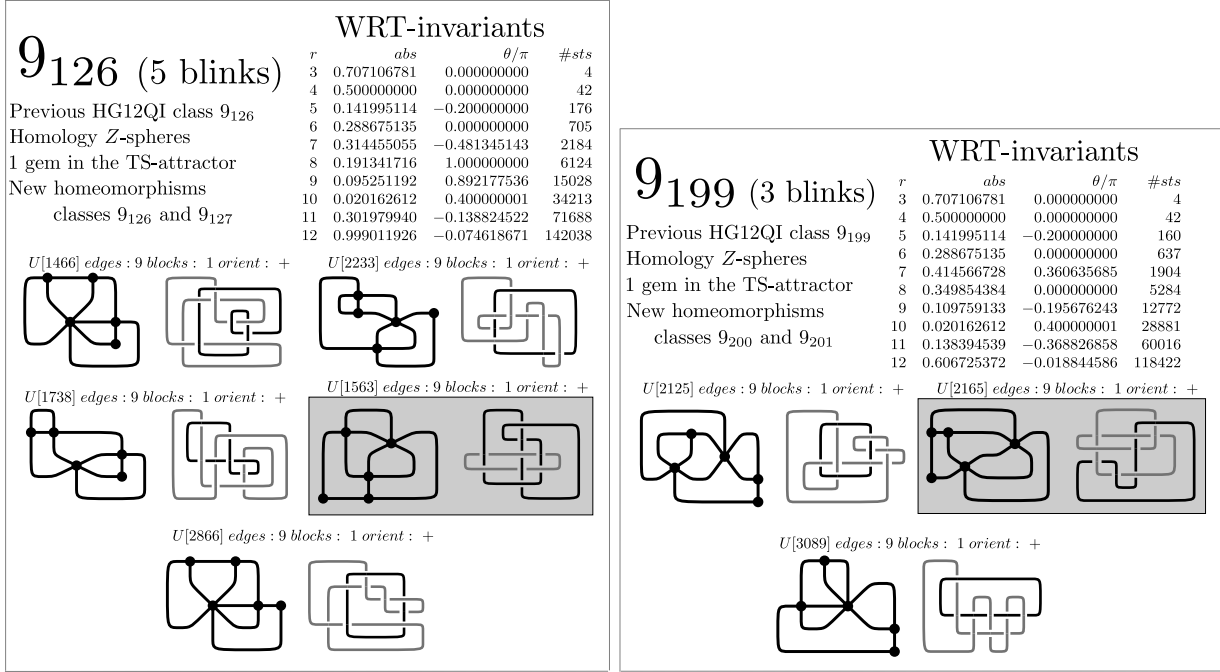 WRT-invariants
9126 (5 blinks)
r abs θ/π #sts
3 0.707106781 0.000000000 4
4 0.500000000 0.000000000 42
5 0.141995114 −0.200000000 176
6 0.288675135 0.000000000 705
7 0.314455055 −0.481345143 2184
8 0.191341716 1.000000000 6124
9 0.095251192 0.892177536 15028
10 0.020162612 0.400000001 34213
11 0.301979940 −0.138824522 71688
12 0.999011926 −0.074618671 142038
Previous HG12QI class 9126
Homology Z-spheres
1 gem in the TS-attractor
New homeomorphisms
classes 9126 and 9127
U[1466] edges : 9 blocks : 1 orient : +
U[2233] edges : 9 blocks : 1 orient : +
U[1738] edges : 9 blocks : 1 orient : +
U[1563] edges : 9 blocks : 1 orient : +
U[2866] edges : 9 blocks : 1 orient : +
WRT-invariants
9199 (3 blinks)
r abs θ/π #sts
3 0.707106781 0.000000000 4
4 0.500000000 0.000000000 42
5 0.141995114 −0.200000000 160
6 0.288675135 0.000000000 637
7 0.414566728 0.360635685 1904
8 0.349854384 0.000000000 5284
9 0.109759133 −0.195676243 12772
10 0.020162612 0.400000001 28881
11 0.138394539 −0.368826858 60016
12 0.606725372 −0.018844586 118422
Previous HG12QI class 9199
Homology Z-spheres
1 gem in the TS-attractor
New homeomorphisms
classes 9200 and 9201
U[2125] edges : 9 blocks : 1 orient : +
U[2165] edges : 9 blocks : 1 orient : +
U[3089] edges : 9 blocks : 1 orient : +